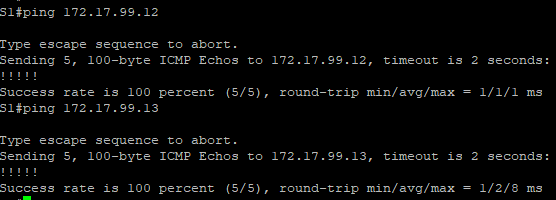 S1#ping 172.17.99.12
Type escape sequence to abort.
Sending 5, 100-byte ICMP Echos to 172.17.99.12, timeout is 2 seconds:
!!!!!
Success rate is 100 percent (5/5), round-trip min/avg/max = 1/1/1 ms
S1#ping 172.17.99.13
Type escape sequence to abort.
Sending 5, 100-byte ICMP Echos to 172.17.99.13, timeout is 2 seconds:
!!!!!
Success rate is 100 percent (5/5), round-trip min/avg/max = 1/2/8 ms